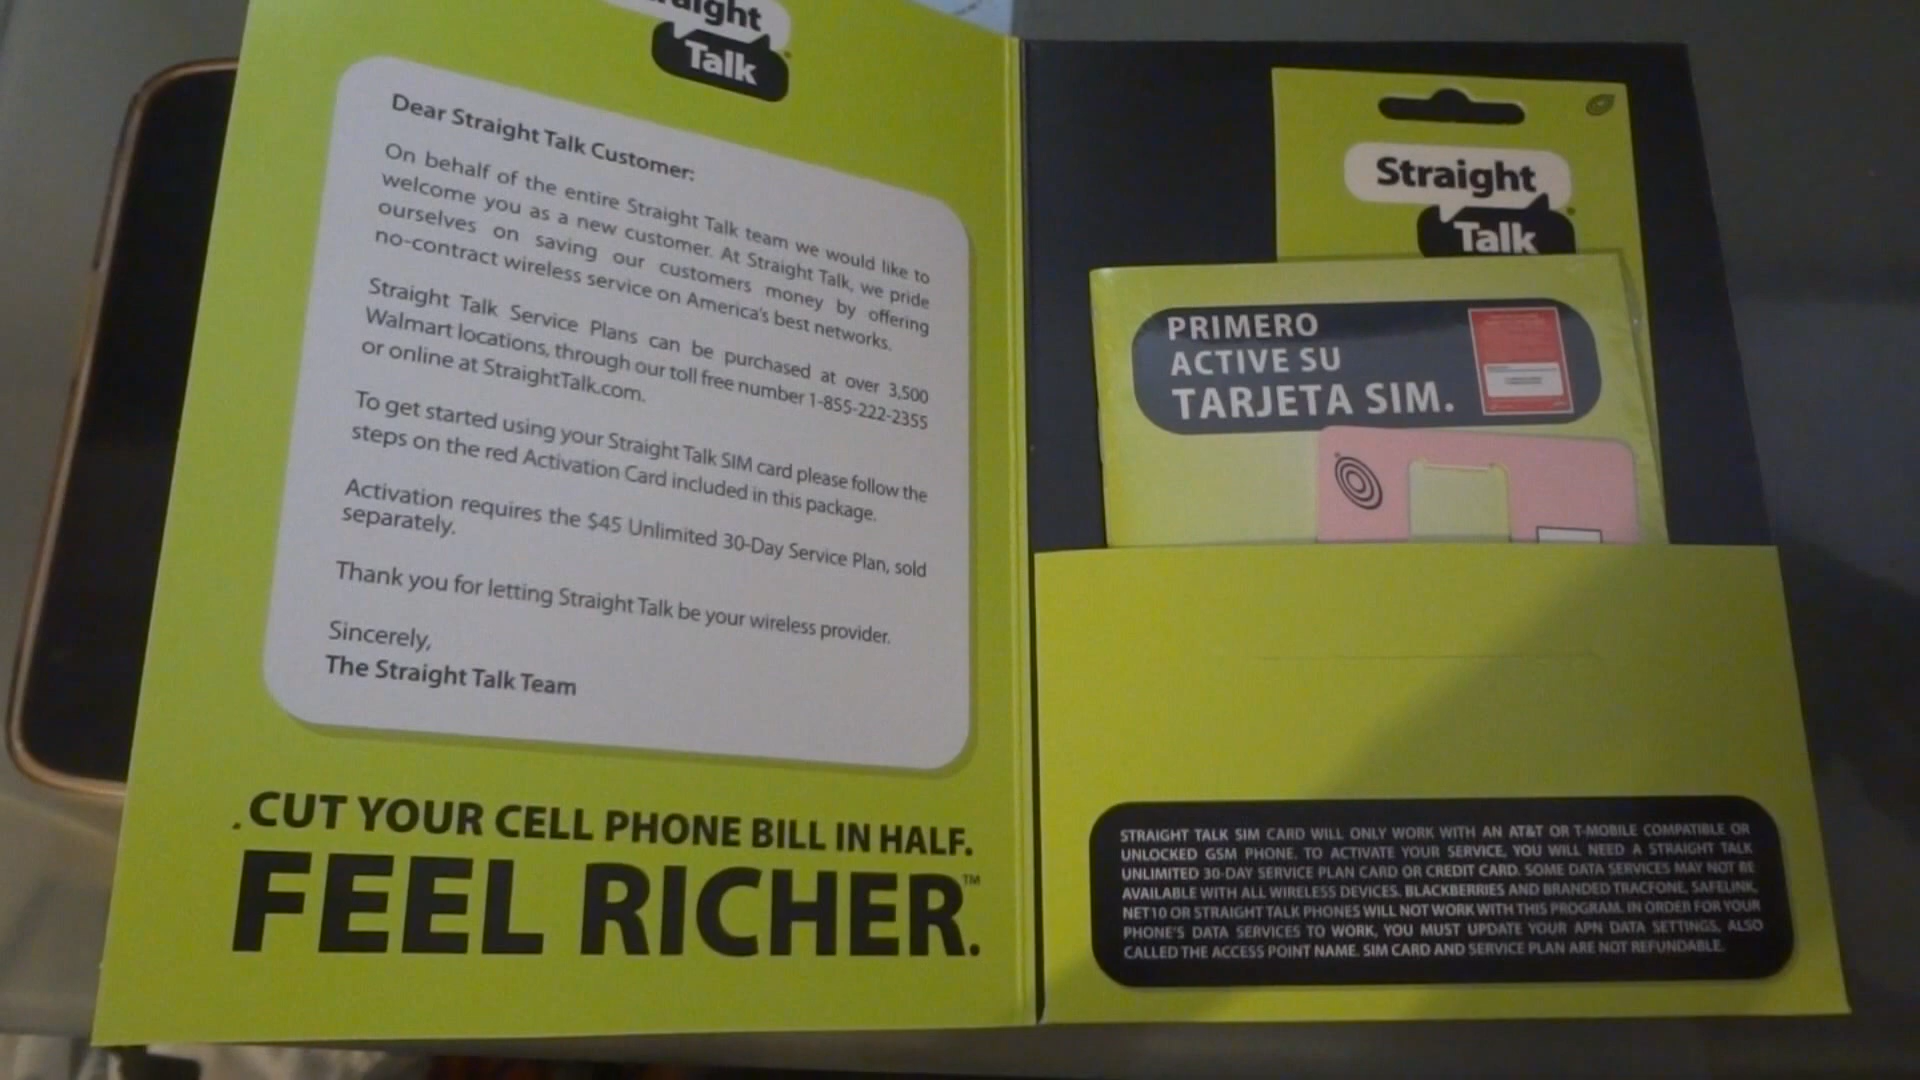 Straight
Talk
Dear Straight Talk Customer:
On behalf of the entire Straight Talk team we would like to
welcome you as a new customer. At Straight Talk, we pride
ourselves on saving our customers money by offering
no-contract wireless service on America's best networks.
Straight Talk Service Plans can be purchased at over 3,500
Walmart locations, through our toll free number 1-855-222-2355
or online at StraightTalk.com.
To get started using your Straight Talk SIM card please follow the
steps on the red Activation Card included in this package.
Activation requires the $45 Unlimited 30-Day Service Plan, sold
separately.
Thank you for letting Straight Talk be your wireless provider.
Sincerely,
The Straight Talk Team
CUT YOUR CELL PHONE BILL IN HALF.
FEEL RICHER.™
Straight
Talk
PRIMERO
ACTIVE SU
TARJETA SIM.
STRAIGHT TALK SIM CARD WILL ONLY WORK WITH AN AT&T OR T-MOBILE COMPATIBLE OR
UNLOCKED GSM PHONE. TO ACTIVATE YOUR SERVICE, YOU WILL NEED A STRAIGHT TALK
UNLIMITED 30-DAY SERVICE PLAN CARD OR CREDIT CARD. SOME DATA SERVICES MAY NOT BE
AVAILABLE WITH ALL WIRELESS DEVICES. BLACKBERRIES AND BRANDED TRACFONE, SAFELINK,
NET10 OR STRAIGHT TALK PHONES WILL NOT WORK WITH THIS PROGRAM. IN ORDER FOR YOUR
PHONE'S DATA SERVICES TO WORK, YOU MUST UPDATE YOUR APN DATA SETTINGS, ALSO
CALLED THE ACCESS POINT NAME. SIM CARD AND SERVICE PLAN ARE NOT REFUNDABLE.